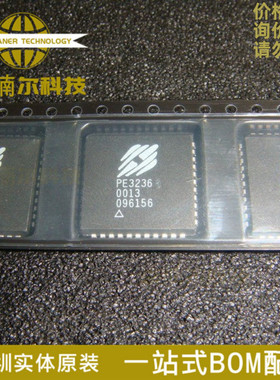 ANER TECHNOLOGY
喃尔科技
价格
询价
请勿
PE3236
0013
096156
圳实体原装
一站式BOM配